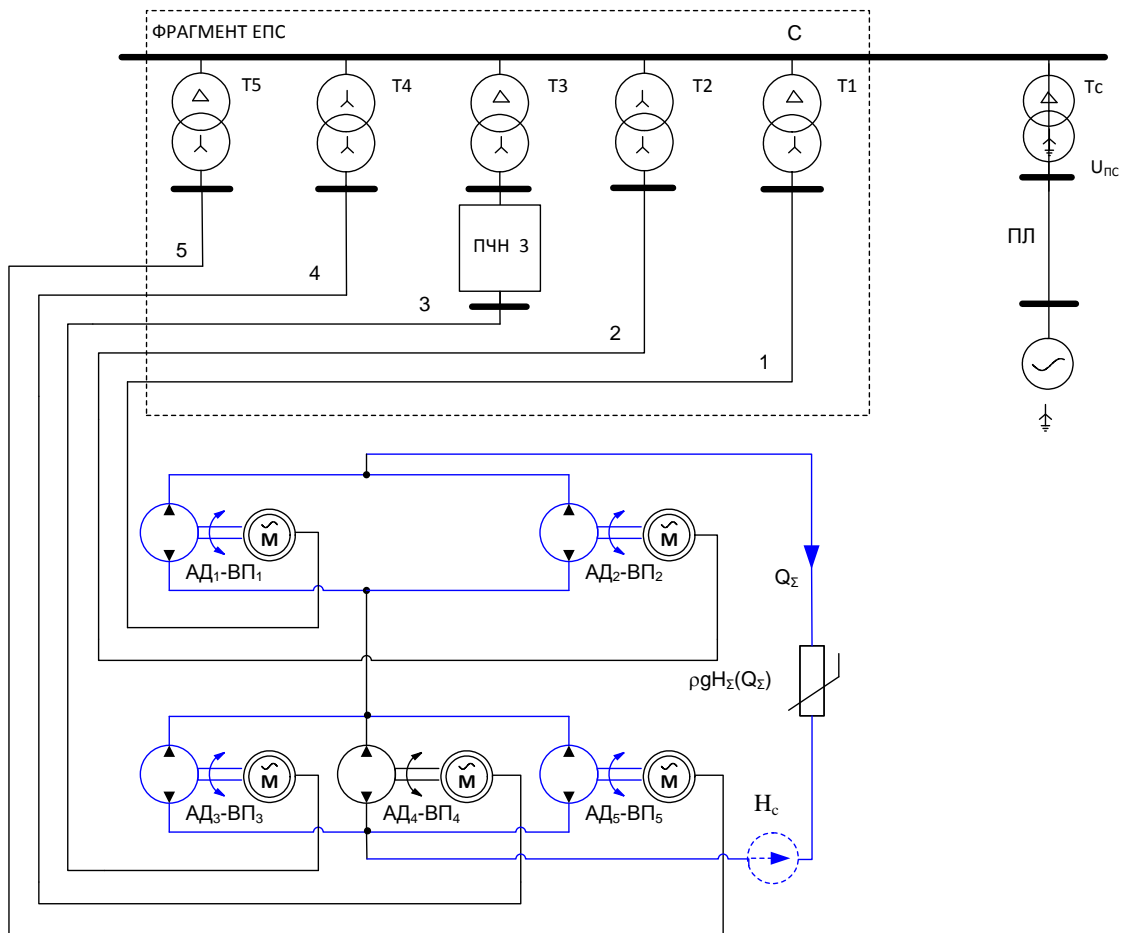 ФРАГМЕНТ ЕПС
С
Т5
Т4
Т3
Т2
Т1
Тс
UПС
ПЧН 3
ПЛ
5
4
3
2
1
М
М
АД1-ВП1
АД2-ВП2
QΣ
ρgHΣ(QΣ)
М
М
М
АД3-ВП3
АД4-ВП4
АД5-ВП5
Hс